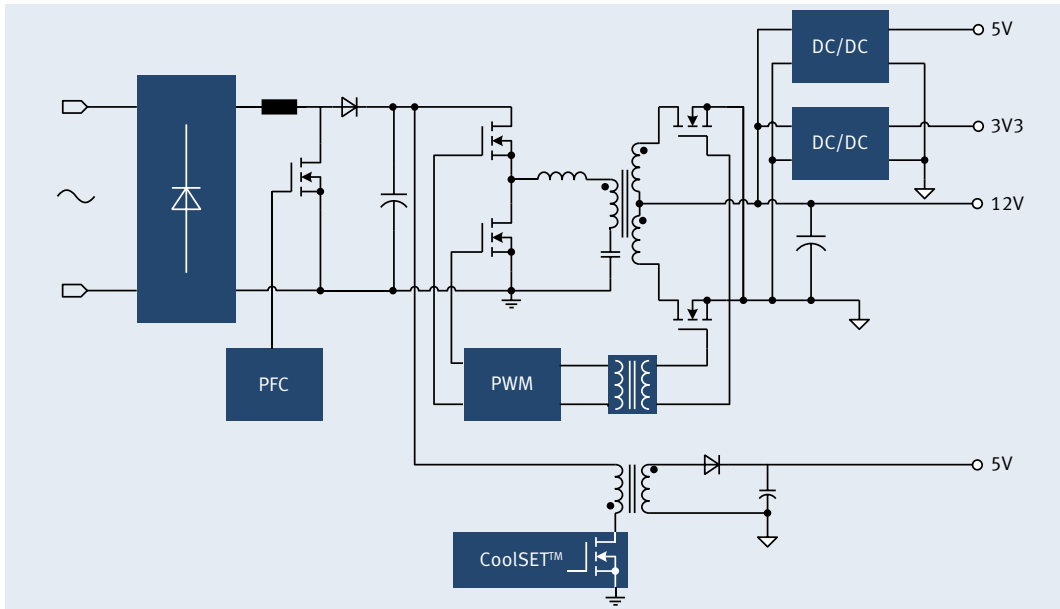 DC/DC
5V
DC/DC
3V3
12V
PFC
PWM
5V
CoolSET™